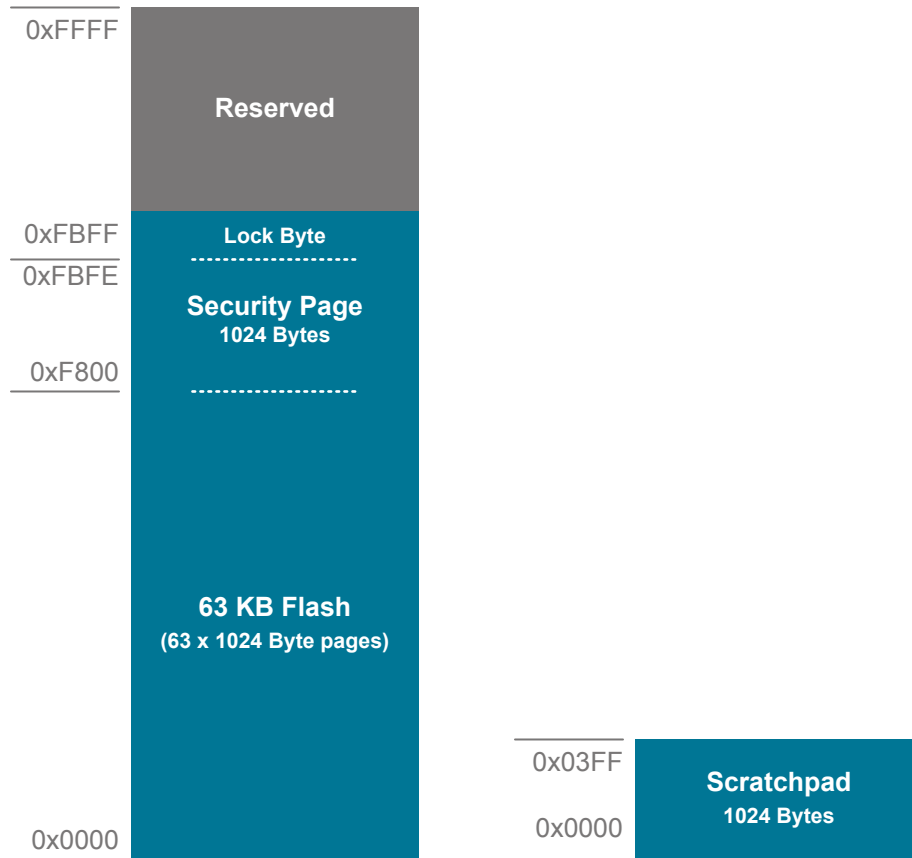 0xFFFF
Reserved
0xFBFF
Lock Byte
0xFBFE
Security Page
1024 Bytes
0xF800
63 KB Flash
(63 x 1024 Byte pages)
0x0000
0x03FF
Scratchpad
1024 Bytes
0x0000